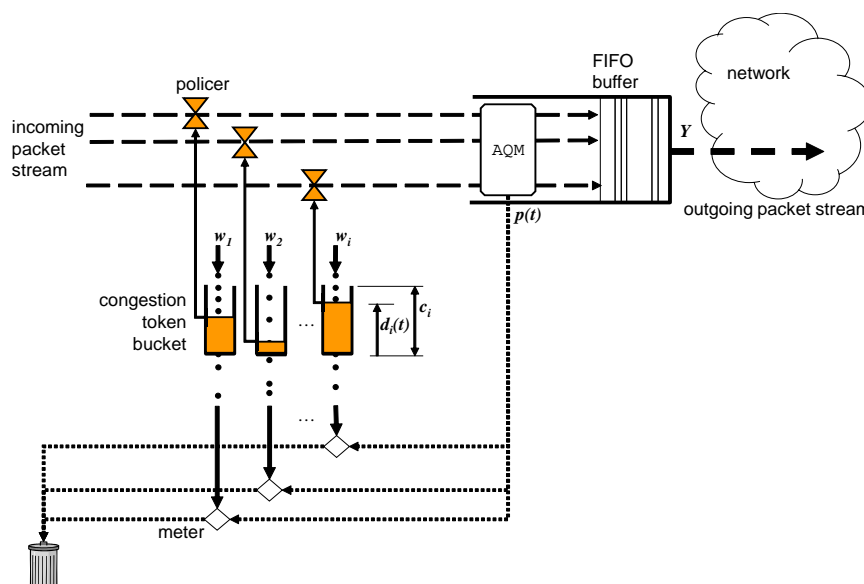 FIFO
buffer
network
policer
incoming
packet
stream
AQM
Y
outgoing packet stream
p(t)
w1 w2 wi
congestion
token
bucket
...
ci
di(t)
...
meter